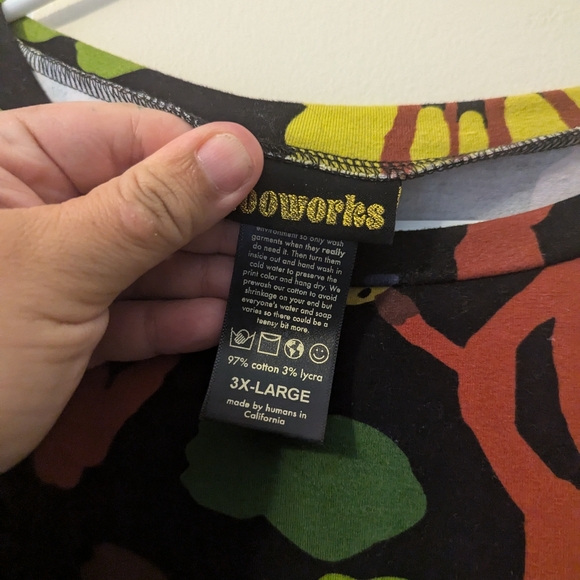 ooworks
environment so only wash
garments when they really
do need it. Then turn them
inside out and hand wash in
cold water to preserve the
print color and hang dry. We
prewash our cotton to avoid
shrinkage on your end but
everyone's water and soap
varies so there could be a
teensy bit more.
97% cotton 3% lycra
3X-LARGE
made by humans in
California